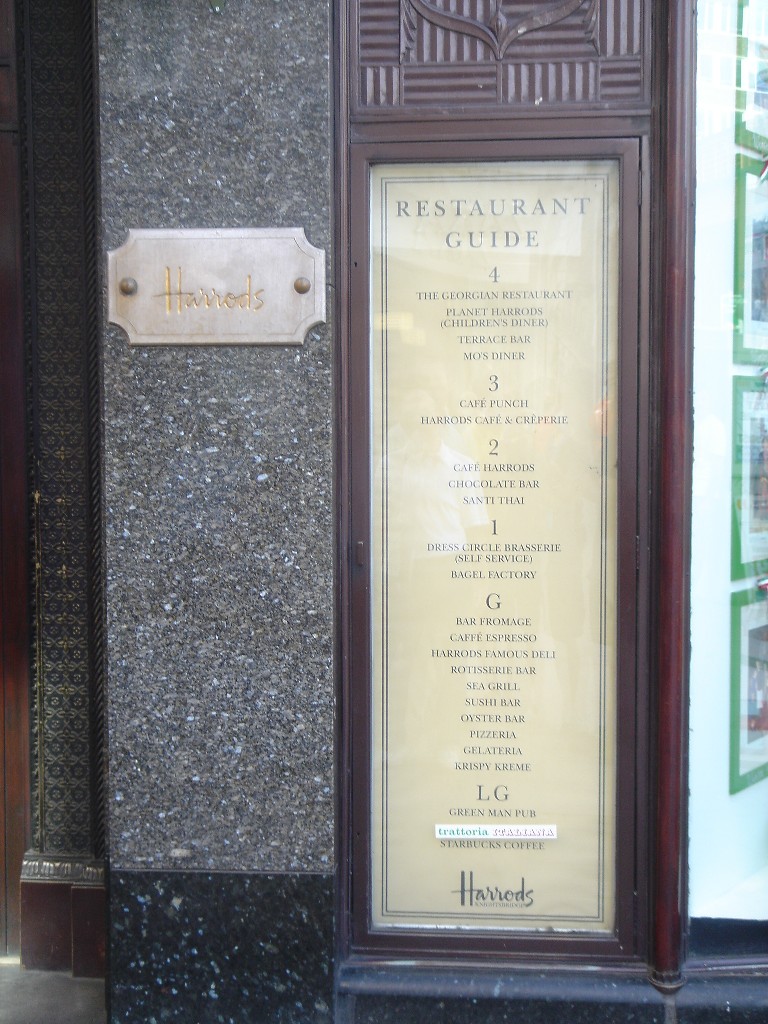 Harrods
RESTAURANT
GUIDE
4
THE GEORGIAN RESTAURANT
PLANET HARRODS
(CHILDREN'S DINER)
TERRACE BAR
MO'S DINER
3
CAFÉ PUNCH
HARRODS CAFÉ & CRÊPERIE
2
CAFÉ HARRODS
CHOCOLATE BAR
SANTI THAI
1
DRESS CIRCLE BRASSERIE
(SELF SERVICE)
BAGEL FACTORY
G
BAR FROMAGE
CAFFÉ ESPRESSO
HARRODS FAMOUS DELI
ROTISSERIE BAR
SEA GRILL
SUSHI BAR
OYSTER BAR
PIZZERIA
GELATERIA
KRISPY KREME
LG
GREEN MAN PUB
trattoria ITALIANA
STARBUCKS COFFEE
Harrods
KNIGHTSBRIDGE